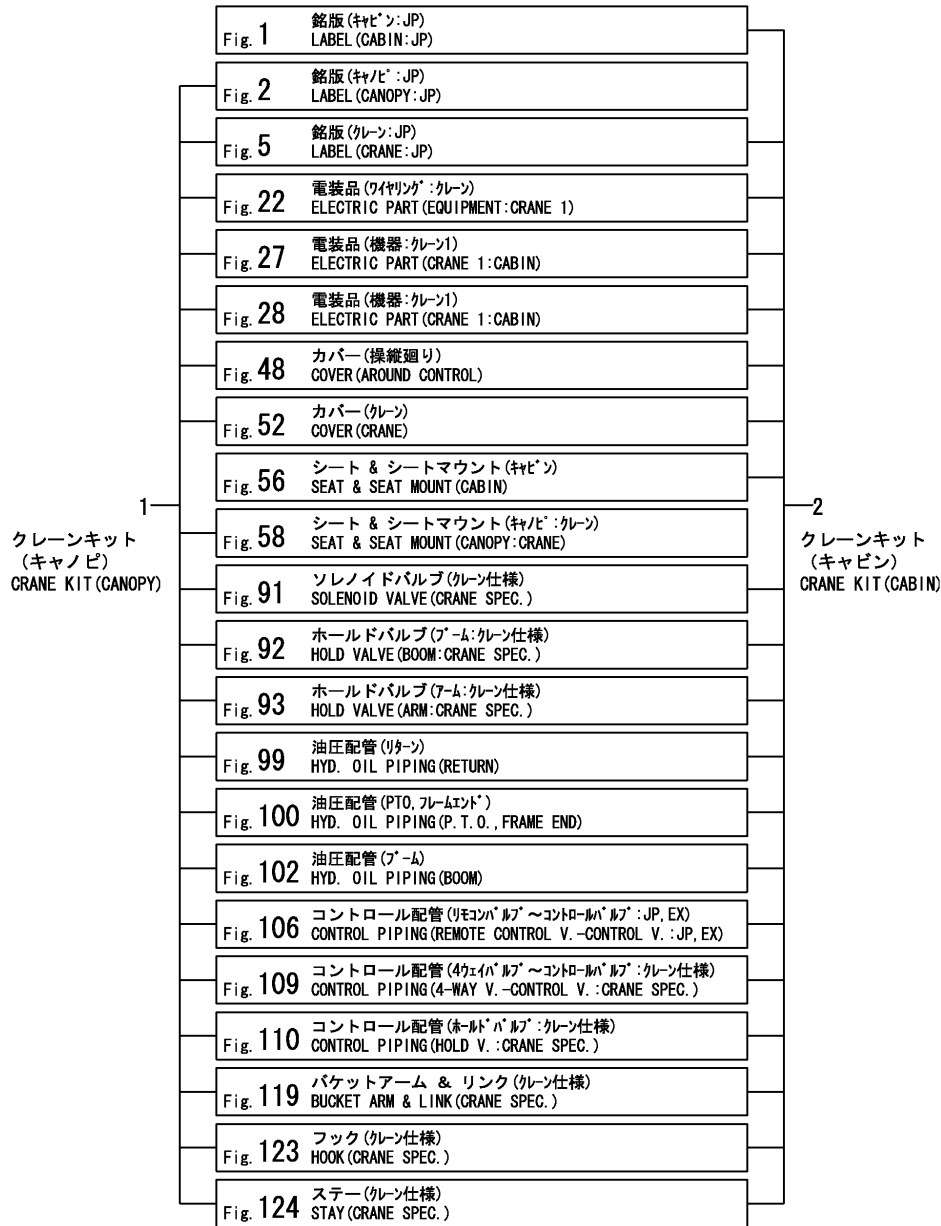 Fig. 1 銘版(ｷｬﾋﾞﾝ:JP)
LABEL(CABIN:JP)
Fig. 2 銘版(ｷｬﾉﾋﾟ:JP)
LABEL(CANOPY:JP)
Fig. 5 銘版(ｸﾚｰﾝ:JP)
LABEL(CRANE:JP)
Fig. 22 電装品(ﾜｲﾔﾘﾝｸﾞ:ｸﾚｰﾝ)
ELECTRIC PART(EQUIPMENT:CRANE 1)
Fig. 27 電装品(機器:ｸﾚｰﾝ1)
ELECTRIC PART(CRANE 1:CABIN)
Fig. 28 電装品(機器:ｸﾚｰﾝ1)
ELECTRIC PART(CRANE 1:CABIN)
Fig. 48 カバー(操縦廻り)
COVER(AROUND CONTROL)
Fig. 52 カバー(ｸﾚｰﾝ)
COVER(CRANE)
Fig. 56 シート & シートマウント(ｷｬﾋﾞﾝ)
SEAT & SEAT MOUNT(CABIN)
Fig. 58 シート & シートマウント(ｷｬﾉﾋﾟ:ｸﾚｰﾝ)
SEAT & SEAT MOUNT(CANOPY:CRANE)
Fig. 91 ソレノイドバルブ(ｸﾚｰﾝ仕様)
SOLENOID VALVE(CRANE SPEC.)
Fig. 92 ホールドバルブ(ﾌﾞｰﾑ:ｸﾚｰﾝ仕様)
HOLD VALVE(BOOM:CRANE SPEC.)
Fig. 93 ホールドバルブ(ｱｰﾑ:ｸﾚｰﾝ仕様)
HOLD VALVE(ARM:CRANE SPEC.)
Fig. 99 油圧配管(ﾘﾀｰﾝ)
HYD. OIL PIPING(RETURN)
Fig. 100 油圧配管(PTO,ﾌﾚｰﾑｴﾝﾄﾞ)
HYD. OIL PIPING(P.T.O.,FRAME END)
Fig. 102 油圧配管(ﾌﾞｰﾑ)
HYD. OIL PIPING(BOOM)
Fig. 106 コントロール配管(ﾘﾓｺﾝﾊﾞﾙﾌﾞ～ｺﾝﾄﾛｰﾙﾊﾞﾙﾌﾞ:JP,EX)
CONTROL PIPING(REMOTE CONTROL V.-CONTROL V.:JP,EX)
Fig. 109 コントロール配管(4ｳｪｲﾊﾞﾙﾌﾞ～ｺﾝﾄﾛｰﾙﾊﾞﾙﾌﾞ:ｸﾚｰﾝ仕様)
CONTROL PIPING(4-WAY V.-CONTROL V.:CRANE SPEC.)
Fig. 110 コントロール配管(ﾎｰﾙﾄﾞﾊﾞﾙﾌﾞ:ｸﾚｰﾝ仕様)
CONTROL PIPING(HOLD V.:CRANE SPEC.)
Fig. 119 バケットアーム & リンク(ｸﾚｰﾝ仕様)
BUCKET ARM & LINK(CRANE SPEC.)
Fig. 123 フック(ｸﾚｰﾝ仕様)
HOOK(CRANE SPEC.)
Fig. 124 ステー(ｸﾚｰﾝ仕様)
STAY(CRANE SPEC.)
1
クレーンキット
(キャノピ)
CRANE KIT(CANOPY)
2
クレーンキット
(キャビン)
CRANE KIT(CABIN)